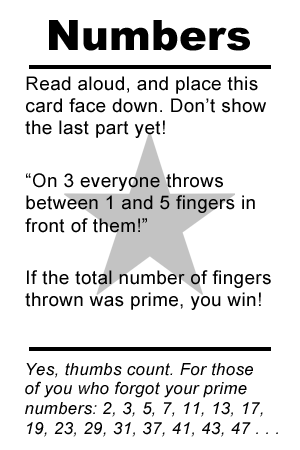 Numbers
Read aloud, and place this
card face down. Don’t show
the last part yet!
“On 3 everyone throws
between 1 and 5 fingers in
front of them!”
If the total number of fingers
thrown was prime, you win!
Yes, thumbs count. For those
of you who forgot your prime
numbers: 2, 3, 5, 7, 11, 13, 17,
19, 23, 29, 31, 37, 41, 43, 47 . . .